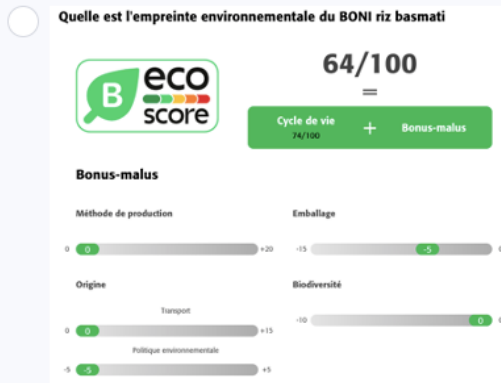 Quelle est l'empreinte environnementale du BONI riz basmati
B eco score
64/100
=
Cycle de vie
74/100
+
Bonus-malus
Bonus-malus
Méthode de production
0 0 +20
Emballage
-15 -5 0
Origine
Transport
0 0 +15
Politique environnementale
-5 -5 +5
Biodiversité
-10 0 0